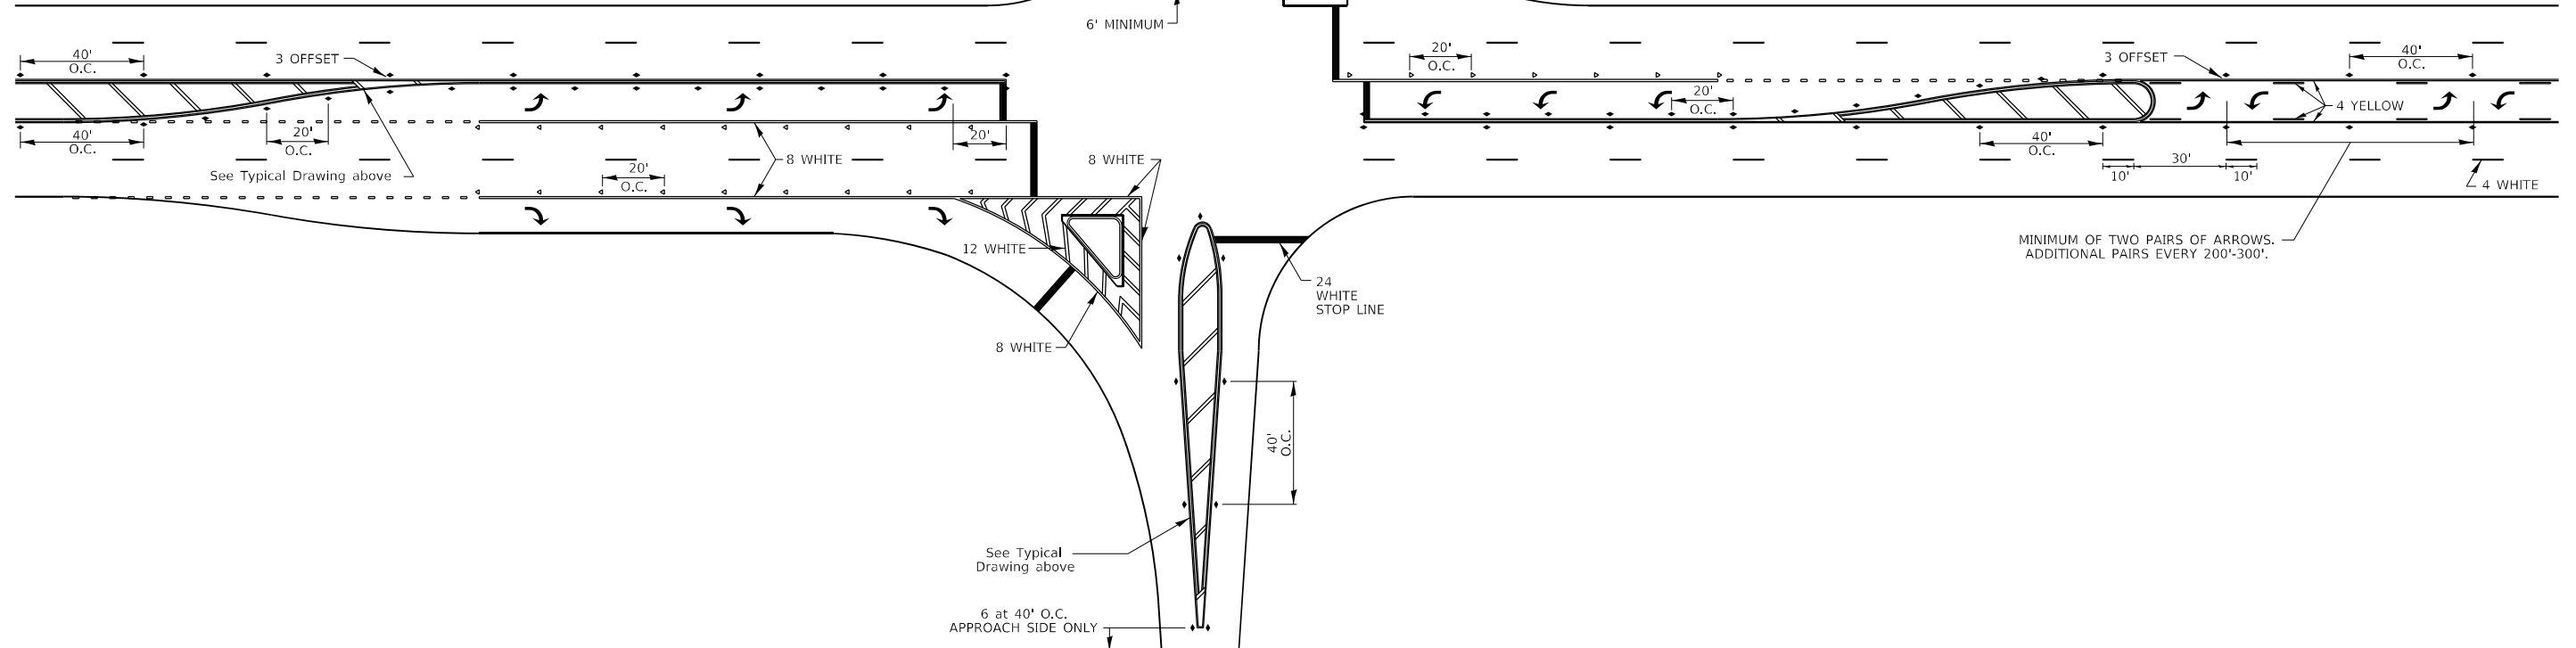 6' MINIMUM
40'
O.C.
3 OFFSET
20'
O.C.
3 OFFSET
40'
O.C.
20'
O.C.
4 YELLOW
40'
O.C.
20'
O.C.
20'
8 WHITE
8 WHITE
40'
O.C.
30'
10'
10'
See Typical Drawing above
20'
O.C.
4 WHITE
12 WHITE
MINIMUM OF TWO PAIRS OF ARROWS.
ADDITIONAL PAIRS EVERY 200'-300'.
24
WHITE
STOP LINE
8 WHITE
40'
O.C.
See Typical
Drawing above
6 at 40' O.C.
APPROACH SIDE ONLY